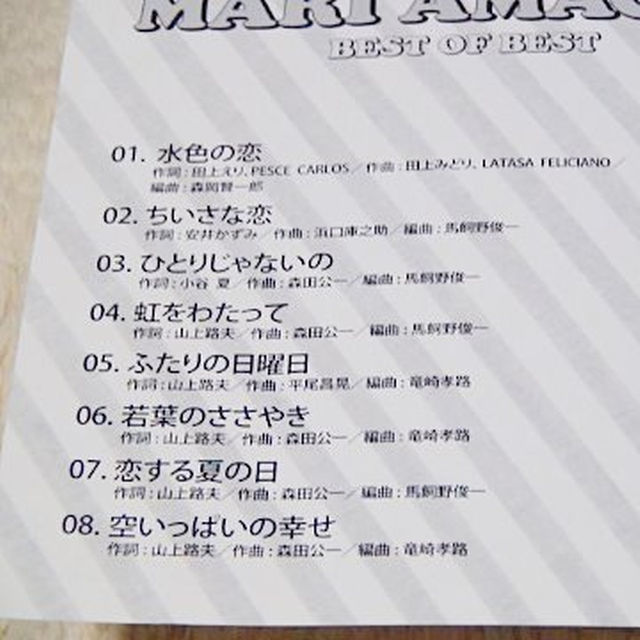 MARI AMAC
BEST OF BEST
01. 水色の恋
作詞：田上えり、PESCE CARLOS／作曲：田上みどり、LATASA FELICIANO／
編曲：森岡賢一郎
02. ちいさな恋
作詞：安井かずみ／作曲：浜口庫之助／編曲：馬飼野俊一
03. ひとりじゃないの
作詞：小谷 夏／作曲：森田公一／編曲：馬飼野俊一
04. 虹をわたって
作詞：山上路夫／作曲：森田公一／編曲：馬飼野俊一
05. ふたりの日曜日
作詞：山上路夫／作曲：平尾昌晃／編曲：竜崎孝路
06. 若葉のささやき
作詞：山上路夫／作曲：森田公一／編曲：竜崎孝路
07. 恋する夏の日
作詞：山上路夫／作曲：森田公一／編曲：馬飼野俊一
08. 空いっぱいの幸せ
作詞：山上路夫／作曲：森田公一／編曲：竜崎孝路